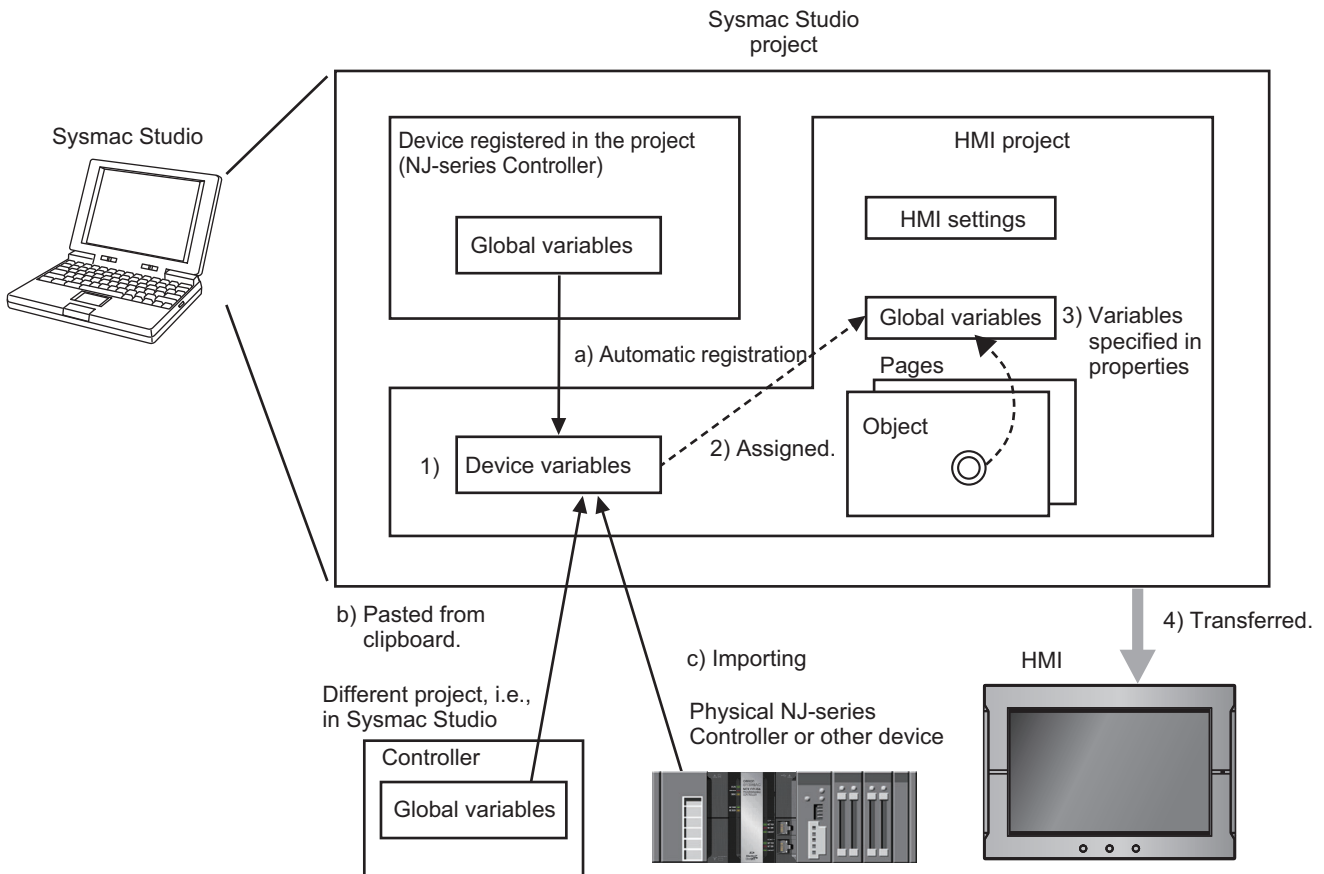 Sysmac Studio
project
Sysmac Studio
Device registered in the project
(NJ-series Controller)
Global variables
HMI project
HMI settings
Global variables
3) Variables
specified in
properties
a) Automatic registration
Pages
Object
1)
Device variables
2) Assigned.
b) Pasted from
clipboard.
4) Transferred.
c) Importing
HMI
Different project, i.e.,
in Sysmac Studio
Physical NJ-series
Controller or other device
Controller
Global variables